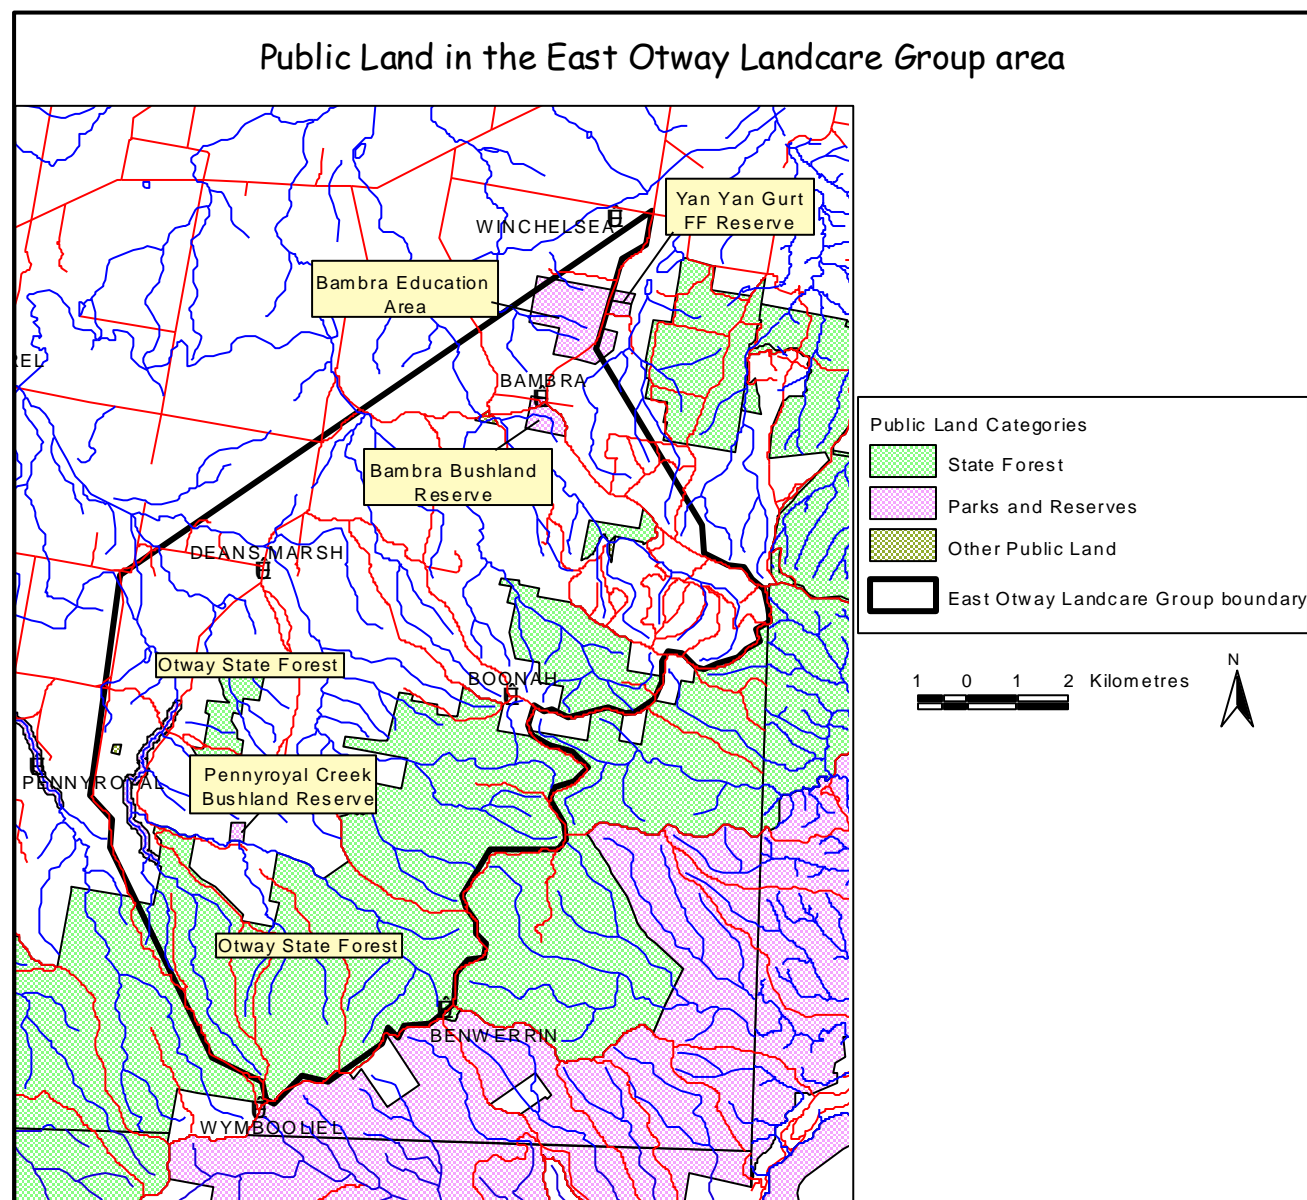 Public Land in the East Otway Landcare Group area
Yan Yan Gurt
FF Reserve
WINCHELSEA
Bambra Education
Area
REL
BAMBRA
Bambra Bushland
Reserve
Public Land Categories
State Forest
Parks and Reserves
Other Public Land
East Otway Landcare Group boundary
DEANS MARSH
Otway State Forest
BOONAH
1 0 1 2 Kilometres
N
Pennyroyal Creek
Bushland Reserve
PENNYROYAL
Otway State Forest
BENWERRIN
WYMBOOLIEL